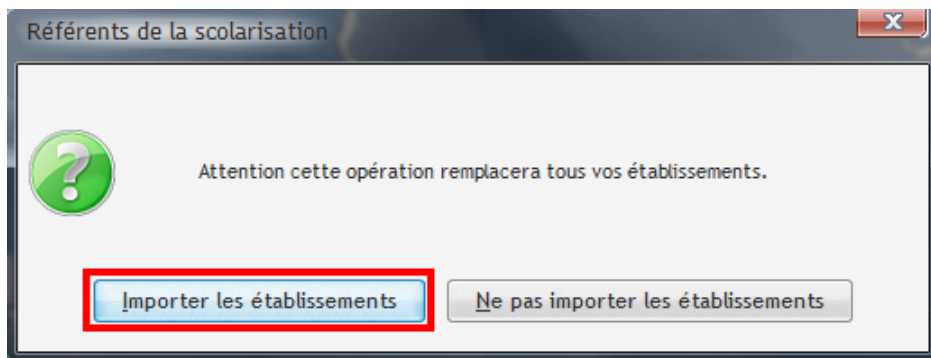 Référents de la scolarisation
Attention cette opération remplacera tous vos établissements.
Importer les établissements
Ne pas importer les établissements